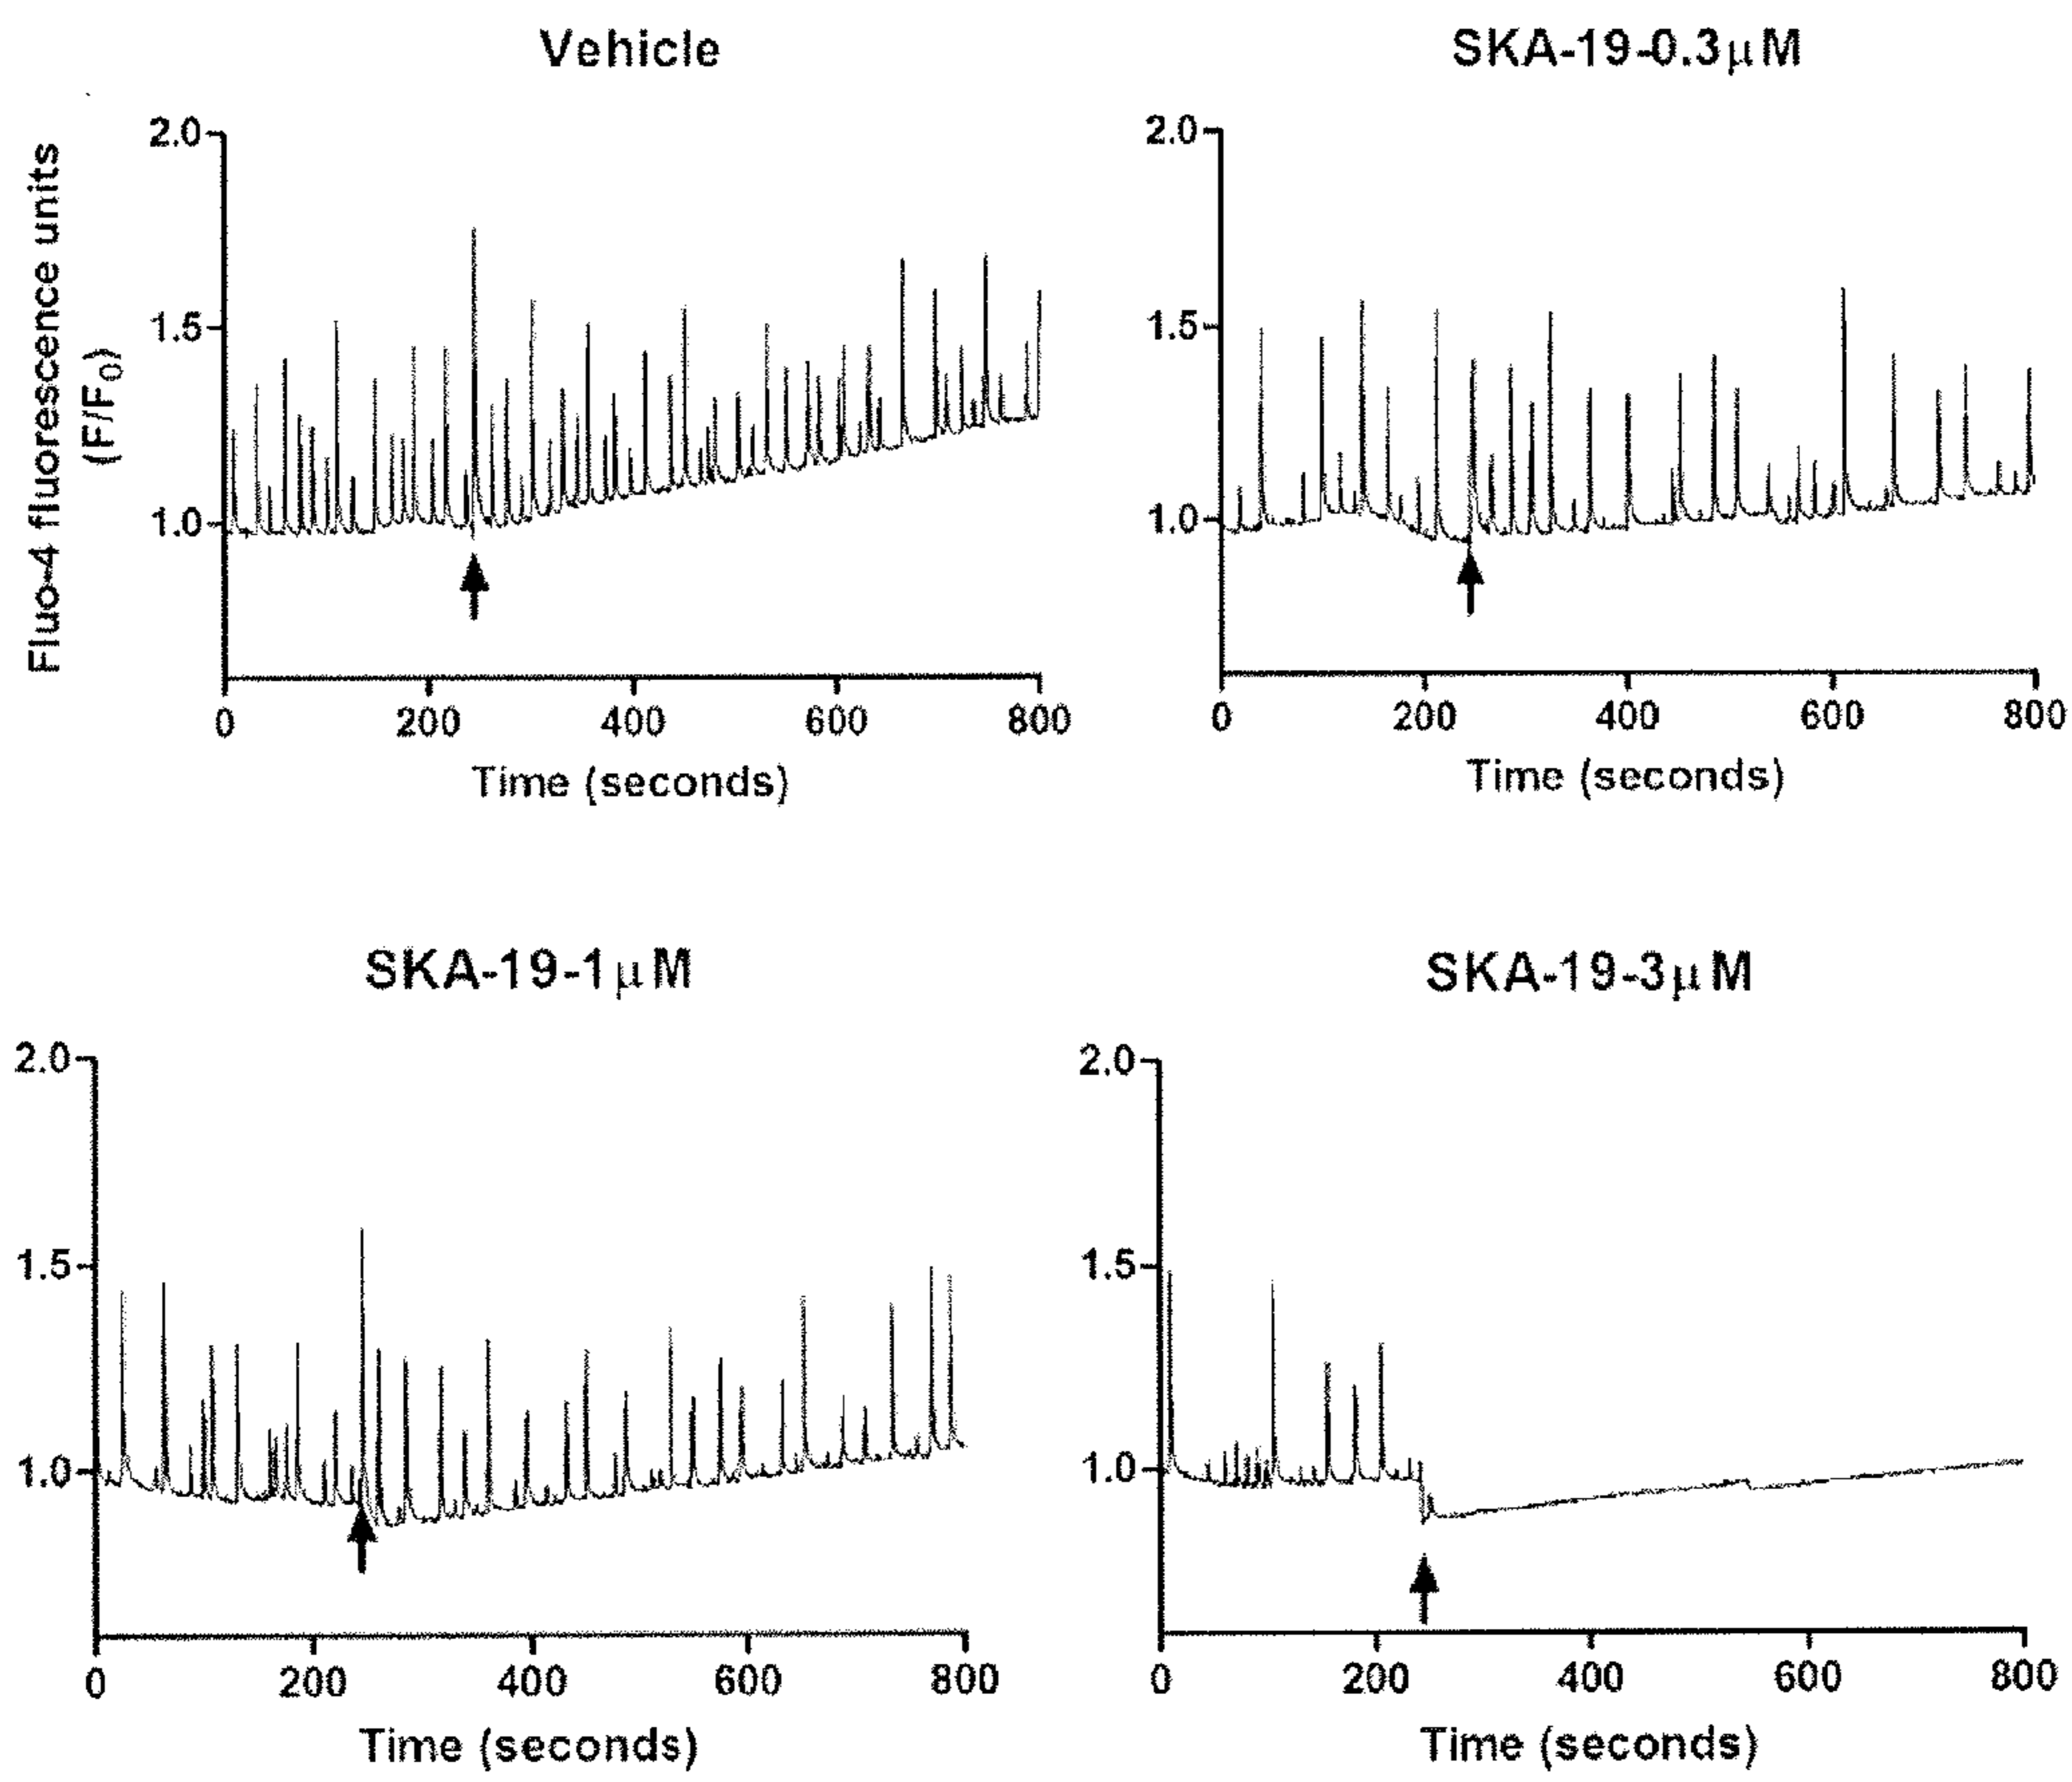 Vehicle
Fluo-4 fluorescence units
(F/F0)
2.0
1.5
1.0
0 200 400 600 800
Time (seconds)
SKA-19-0.3μM
2.0
1.5
1.0
0 200 400 600 800
Time (seconds)
SKA-19-1μM
2.0
1.5
1.0
0 200 400 600 800
Time (seconds)
SKA-19-3μM
2.0
1.5
1.0
0 200 400 600 800
Time (seconds)